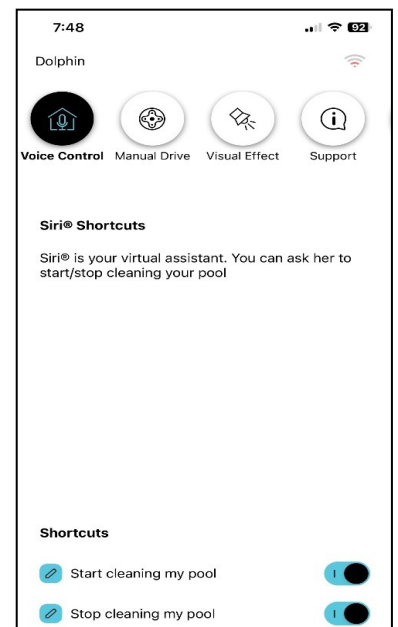 7:48
92
Dolphin
Voice Control Manual Drive Visual Effect Support
Siri® Shortcuts
Siri® is your virtual assistant. You can ask her to
start/stop cleaning your pool
Shortcuts
Start cleaning my pool
Stop cleaning my pool